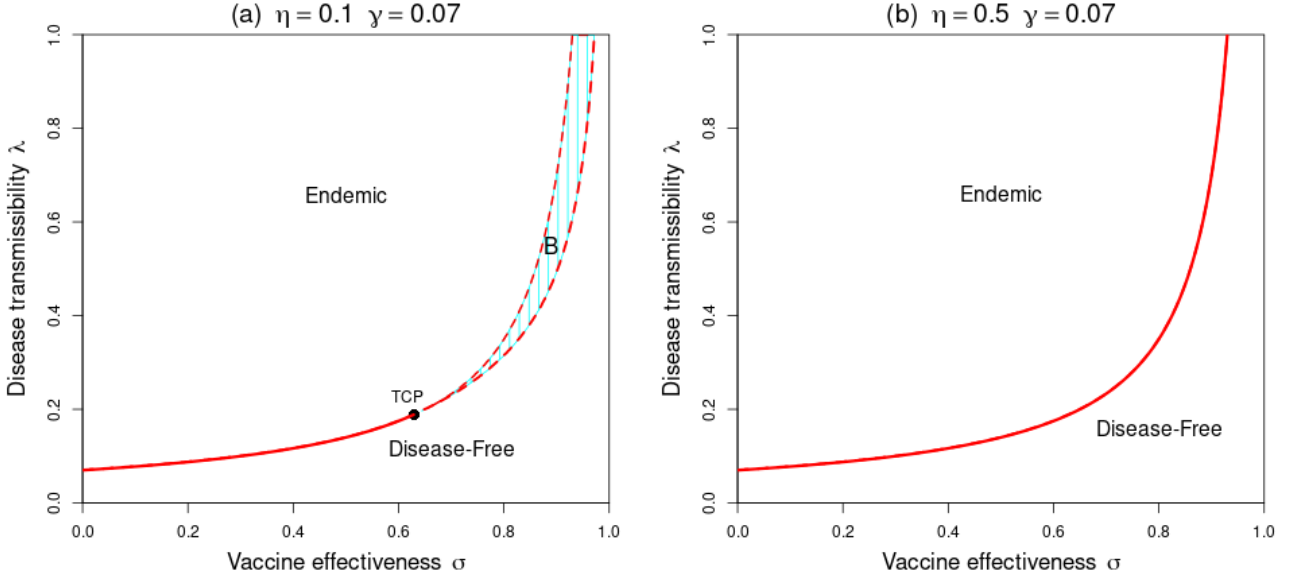 (a) η = 0.1 γ = 0.07
Disease transmissibility λ
1.0
0.8
0.6
0.4
0.2
0.0
Endemic
B
TCP
Disease-Free
0.0 0.2 0.4 0.6 0.8 1.0
Vaccine effectiveness σ
(b) η = 0.5 γ = 0.07
Disease transmissibility λ
1.0
0.8
0.6
0.4
0.2
0.0
Endemic
Disease-Free
0.0 0.2 0.4 0.6 0.8 1.0
Vaccine effectiveness σ